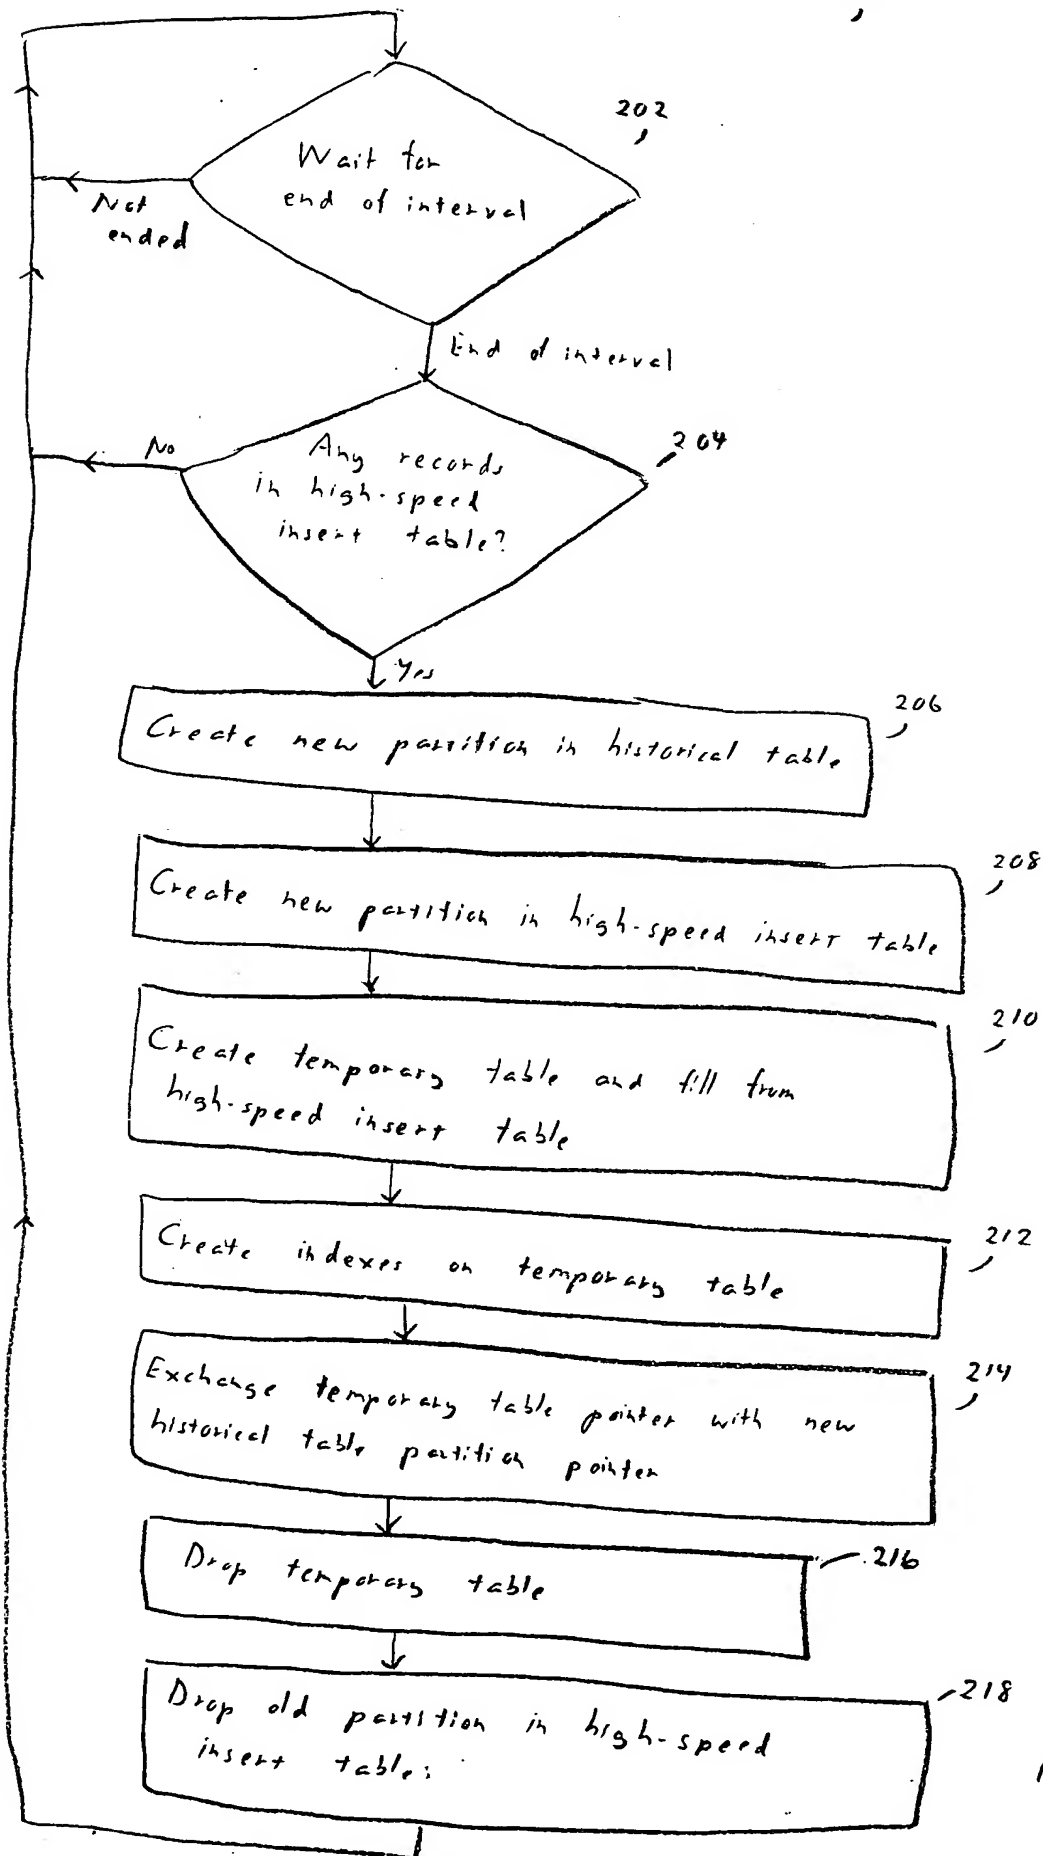 202
Wait for
end of interval
Not
ended
End of interval
204
No
Any records
in high-speed
insert table?
Yes
206
Create new partition in historical table
208
Create new partition in high-speed insert table
210
Create temporary table and fill from
high-speed insert table
212
Create indexes on temporary table
214
Exchange temporary table pointer with new
historical table partition pointer
216
Drop temporary table
218
Drop old partition in high-speed
insert table: